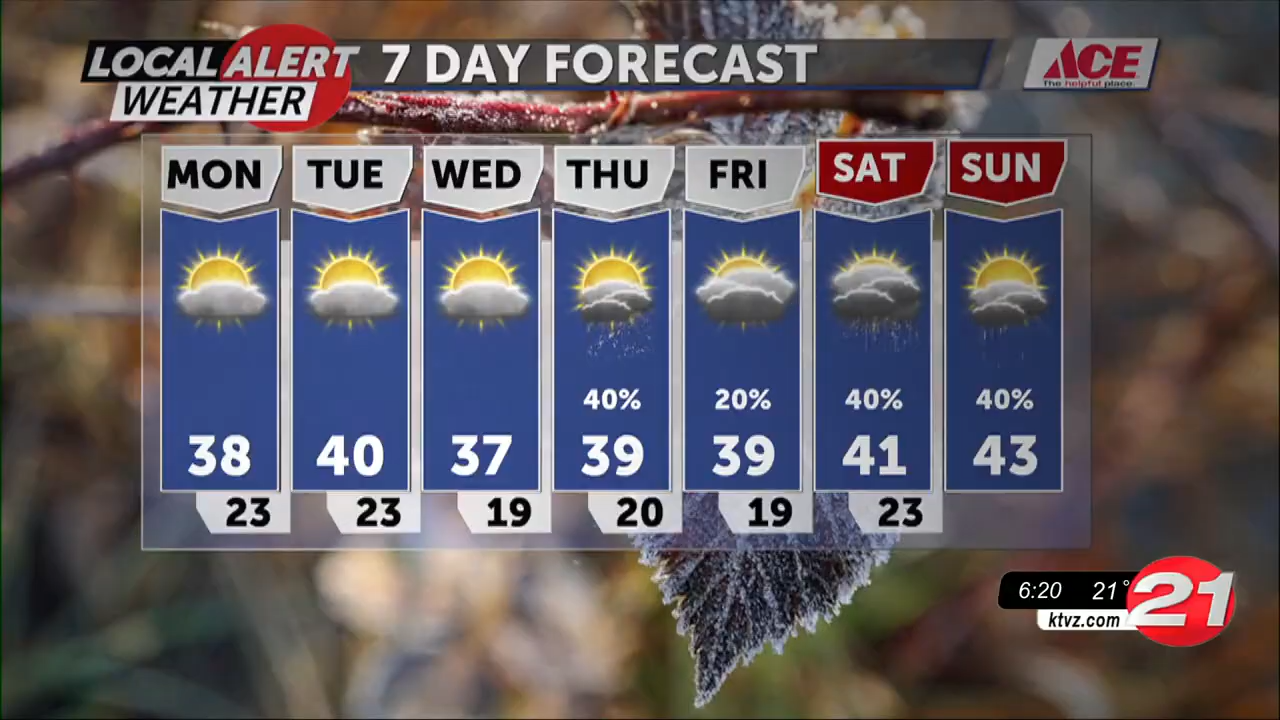 LOCAL ALERT
WEATHER
7 DAY FORECAST
ACE
The helpful place.
MON TUE WED THU FRI SAT SUN
40% 20% 40% 40%
38 40 37 39 39 41 43
23 23 19 20 19 23
6:20 21°
ktvz.com
21